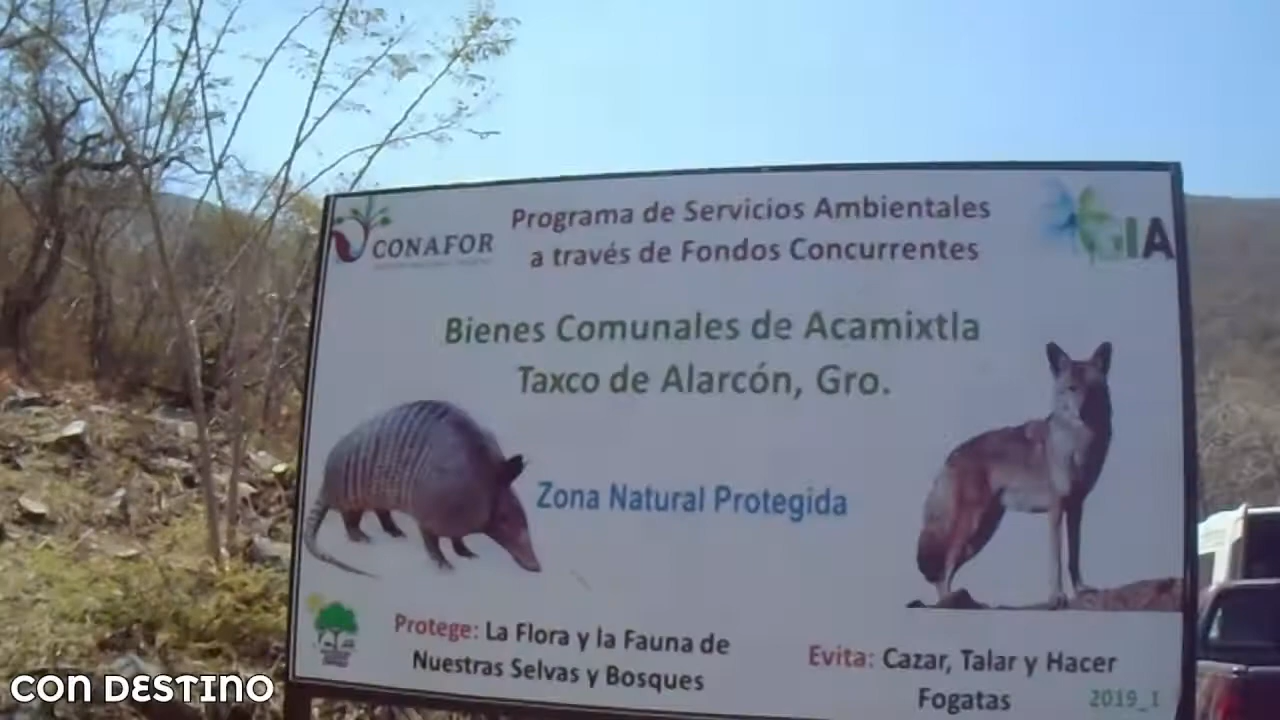 CONAFOR
Programa de Servicios Ambientales
a través de Fondos Concurrentes
GIA
Bienes Comunales de Acamixtla
Taxco de Alarcón, Gro.
Zona Natural Protegida
Protege: La Flora y la Fauna de
Nuestras Selvas y Bosques
Evita: Cazar, Talar y Hacer
Fogatas
2019_1
CON DESTINO